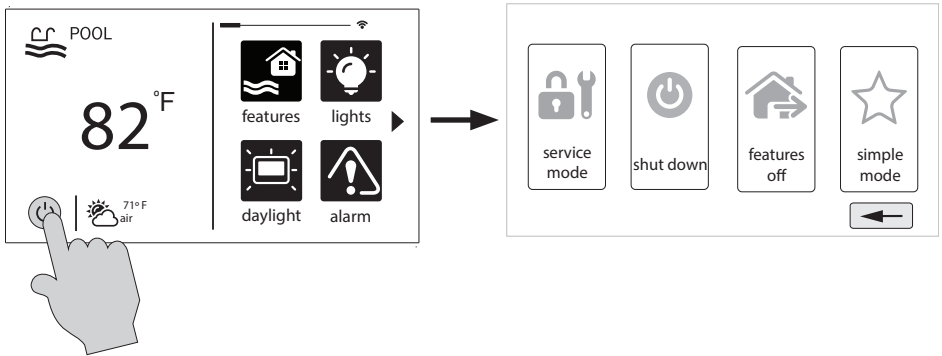 POOL
82°F
71° F
air
features
lights
daylight
alarm
service
mode
shut down
features
off
simple
mode